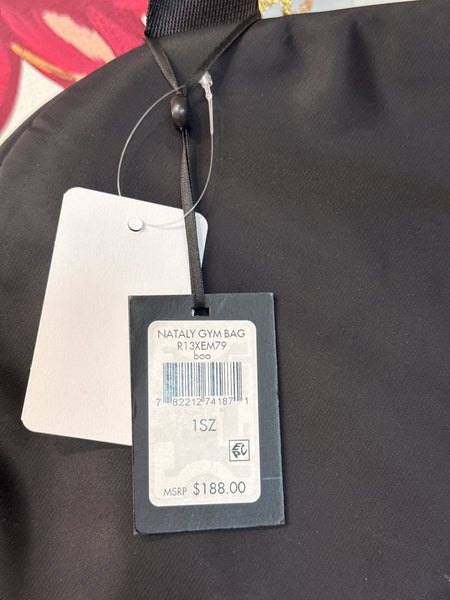 NATALY GYM BAG
R13XEM79
boo
7 82212 74187 1
1SZ
MSRP $188.00